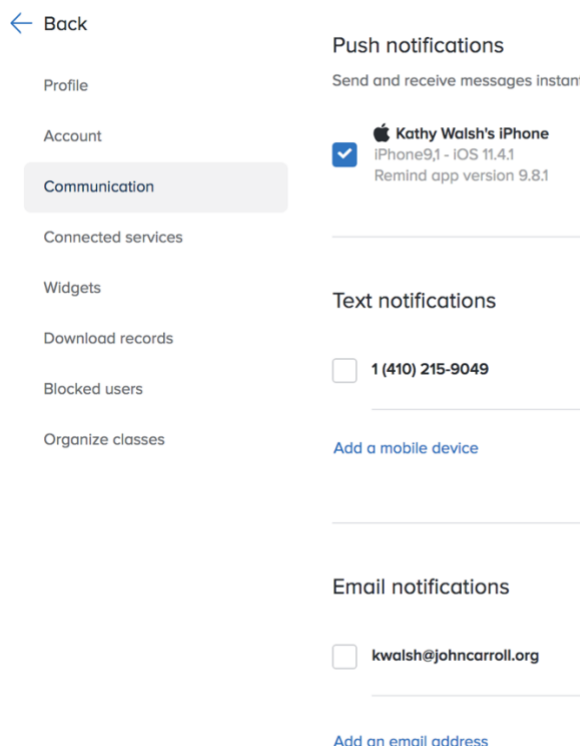 Back
Profile
Account
Communication
Connected services
Widgets
Download records
Blocked users
Organize classes
Push notifications
Send and receive messages instant
Kathy Walsh's iPhone
iPhone9,1 - iOS 11.4.1
Remind app version 9.8.1
Text notifications
1 (410) 215-9049
Add a mobile device
Email notifications
kwalsh@johncarroll.org
Add an email address